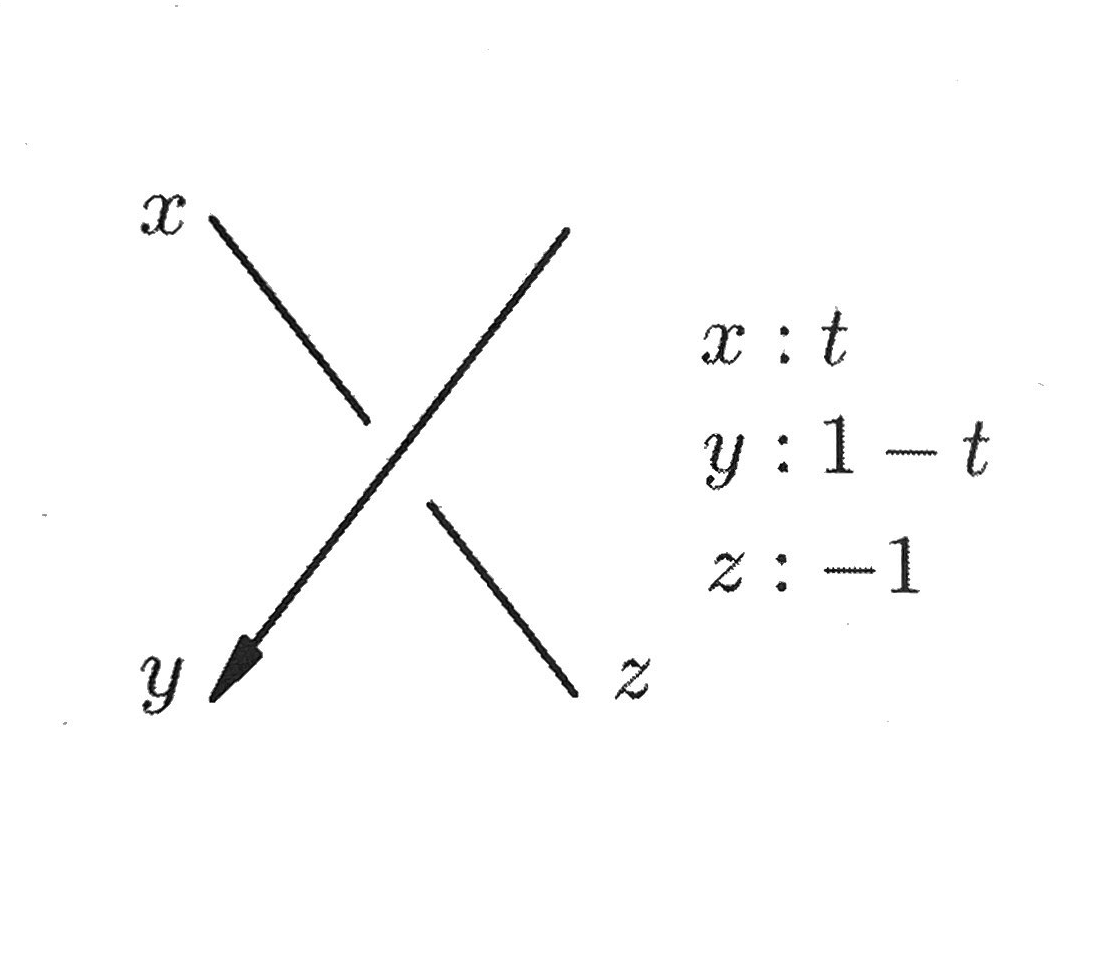 x
x : t
y : 1 − t
z : −1
y
z